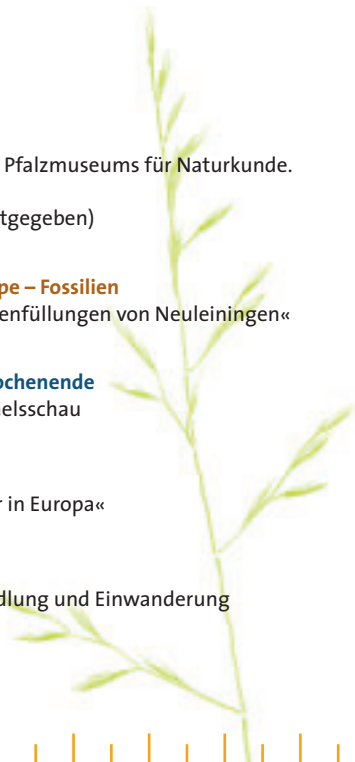 Pfalzmuseums für Naturkunde.
tgegeben)
pe – Fossilien
enfüllungen von Neuleiningen«
ochenende
elsschau
r in Europa«
dlung und Einwanderung